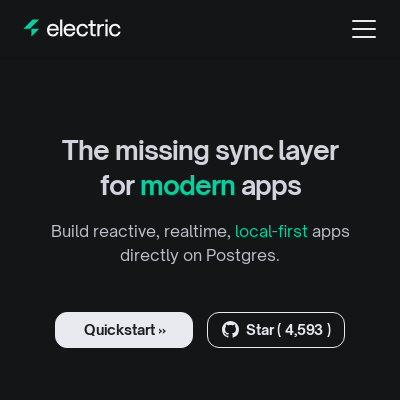 electric
The missing sync layer
for modern apps
Build reactive, realtime, local-first apps
directly on Postgres.
Quickstart ››
Star ( 4,593 )